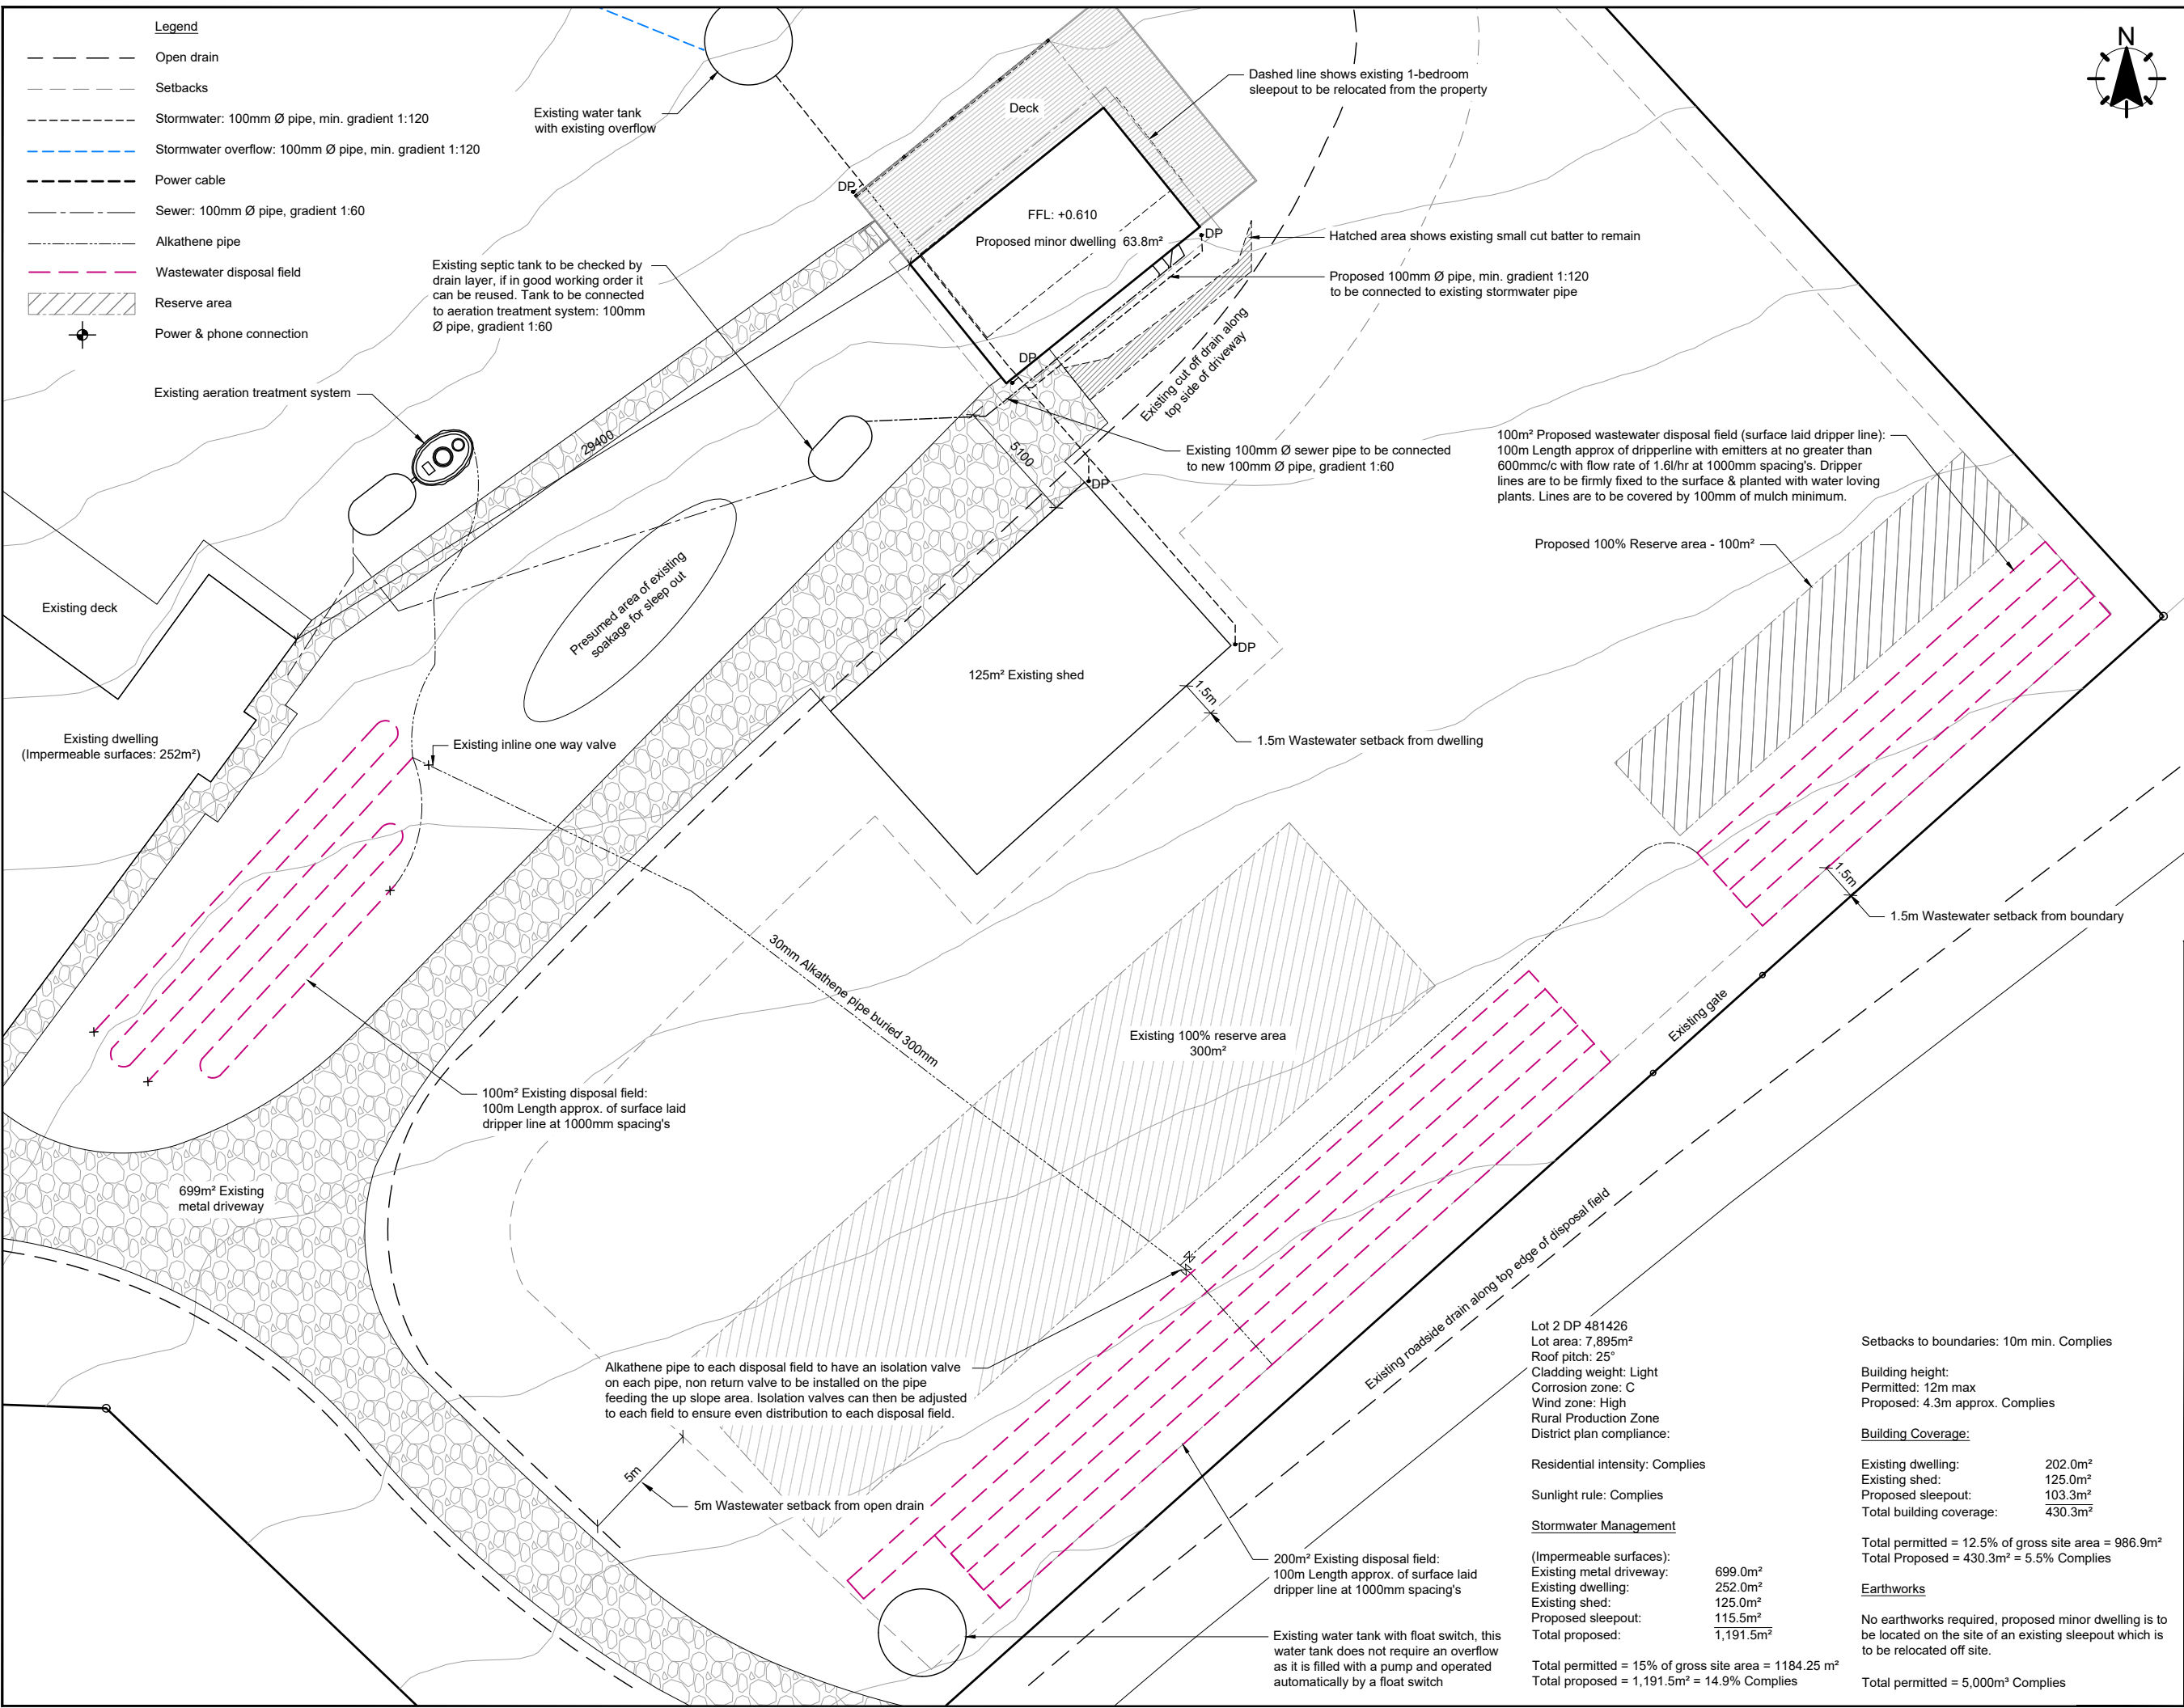 Legend
Open drain
Setbacks
Stormwater: 100mm Ø pipe, min. gradient 1:120
Stormwater overflow: 100mm Ø pipe, min. gradient 1:120
Power cable
Sewer: 100mm Ø pipe, gradient 1:60
Alkathene pipe
Wastewater disposal field
Reserve area
Power & phone connection
N
Existing water tank
with existing overflow
Deck
Dashed line shows existing 1-bedroom
sleepout to be relocated from the property
DP
FFL: +0.610
Proposed minor dwelling 63.8m²
DP
Hatched area shows existing small cut batter to remain
Proposed 100mm Ø pipe, min. gradient 1:120
to be connected to existing stormwater pipe
Existing septic tank to be checked by
drain layer, if in good working order it
can be reused. Tank to be connected
to aeration treatment system: 100mm
Ø pipe, gradient 1:60
DP
Existing cut off drain along
top side of driveway
Existing aeration treatment system
29400
5100
Existing 100mm Ø sewer pipe to be connected
to new 100mm Ø pipe, gradient 1:60
DP
100m² Proposed wastewater disposal field (surface laid dripper line):
100m Length approx of dripperline with emitters at no greater than
600mmc/c with flow rate of 1.6l/hr at 1000mm spacing's. Dripper
lines are to be firmly fixed to the surface & planted with water loving
plants. Lines are to be covered by 100mm of mulch minimum.
Proposed 100% Reserve area - 100m²
Existing deck
Presumed area of existing
soakage for sleep out
DP
125m² Existing shed
1.5m
1.5m Wastewater setback from dwelling
Existing dwelling
(Impermeable surfaces: 252m²)
Existing inline one way valve
1.5m
1.5m Wastewater setback from boundary
30mm Alkathene pipe buried 300mm
Existing gate
Existing 100% reserve area
300m²
100m² Existing disposal field:
100m Length approx. of surface laid
dripper line at 1000mm spacing's
699m² Existing
metal driveway
Existing roadside drain along top edge of disposal field
Alkathene pipe to each disposal field to have an isolation valve
on each pipe, non return valve to be installed on the pipe
feeding the up slope area. Isolation valves can then be adjusted
to each field to ensure even distribution to each disposal field.
5m
5m Wastewater setback from open drain
200m² Existing disposal field:
100m Length approx. of surface laid
dripper line at 1000mm spacing's
Existing water tank with float switch, this
water tank does not require an overflow
as it is filled with a pump and operated
automatically by a float switch
Lot 2 DP 481426
Lot area: 7,895m²
Roof pitch: 25°
Cladding weight: Light
Corrosion zone: C
Wind zone: High
Rural Production Zone
District plan compliance:
Residential intensity: Complies
Sunlight rule: Complies
Stormwater Management
(Impermeable surfaces):
Existing metal driveway: 699.0m²
Existing dwelling: 252.0m²
Existing shed: 125.0m²
Proposed sleepout: 115.5m²
Total proposed: 1,191.5m²
Total permitted = 15% of gross site area = 1184.25 m²
Total proposed = 1,191.5m² = 14.9% Complies
Setbacks to boundaries: 10m min. Complies
Building height:
Permitted: 12m max
Proposed: 4.3m approx. Complies
Building Coverage:
Existing dwelling: 202.0m²
Existing shed: 125.0m²
Proposed sleepout: 103.3m²
Total building coverage: 430.3m²
Total permitted = 12.5% of gross site area = 986.9m²
Total Proposed = 430.3m² = 5.5% Complies
Earthworks
No earthworks required, proposed minor dwelling is to
be located on the site of an existing sleepout which is
to be relocated off site.
Total permitted = 5,000m³ Complies